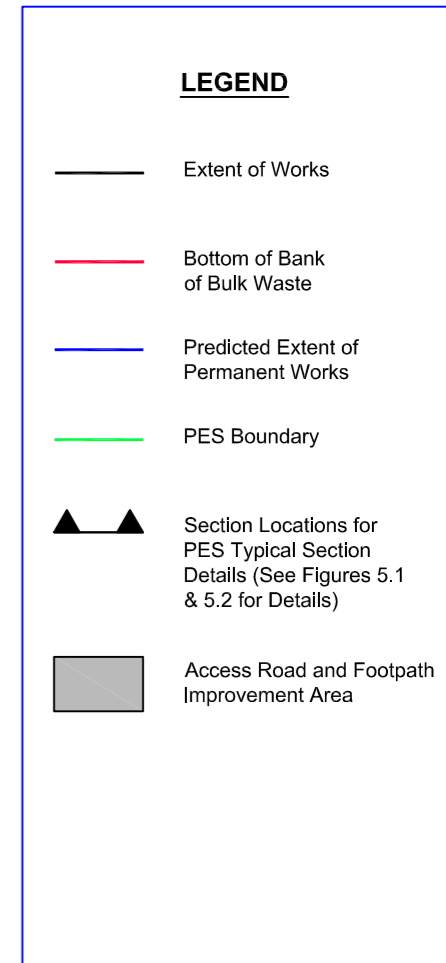 LEGEND
Extent of Works
Bottom of Bank
of Bulk Waste
Predicted Extent of
Permanent Works
PES Boundary
Section Locations for
PES Typical Section
Details (See Figures 5.1
& 5.2 for Details)
Access Road and Footpath
Improvement Area